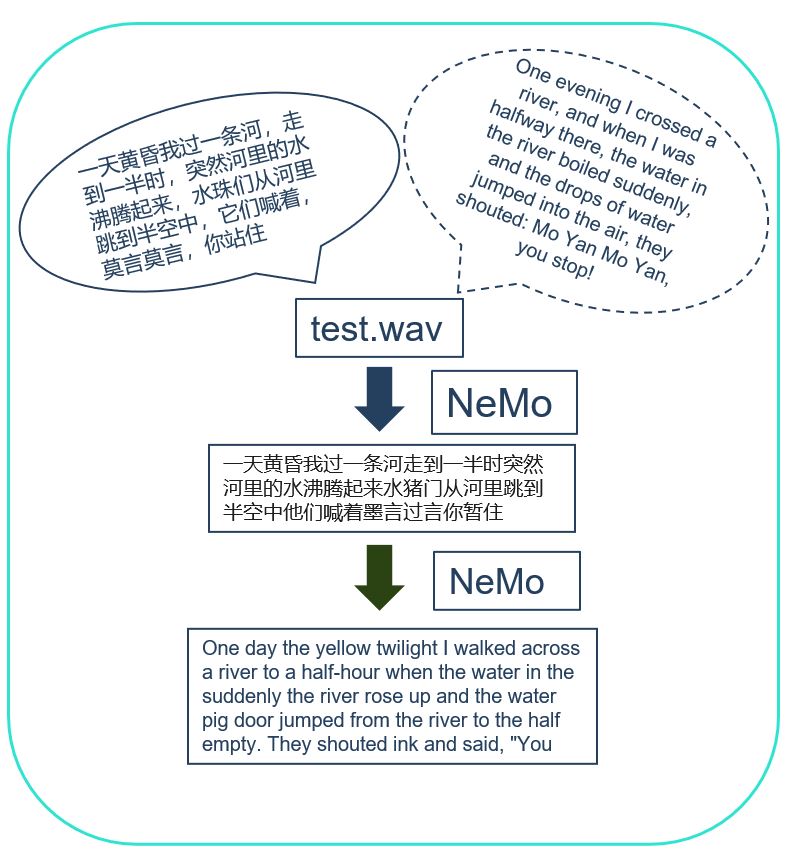 一天黄昏我过一条河，走
到一半时，突然河里的水
沸腾起来，水珠们从河里
跳到半空中，它们喊着，
莫言莫言，你站住
One evening I crossed a
river, and when I was
halfway there, the water in
the river boiled suddenly,
and the drops of water
jumped into the air, they
shouted: Mo Yan Mo Yan,
you stop!
test.wav
NeMo
一天黄昏我过一条河走到一半时突然
河里的水沸腾起来水猪门从河里跳到
半空中他们喊着墨言过言你暂住
NeMo
One day the yellow twilight I walked across
a river to a half-hour when the water in the
suddenly the river rose up and the water
pig door jumped from the river to the half
empty. They shouted ink and said, "You